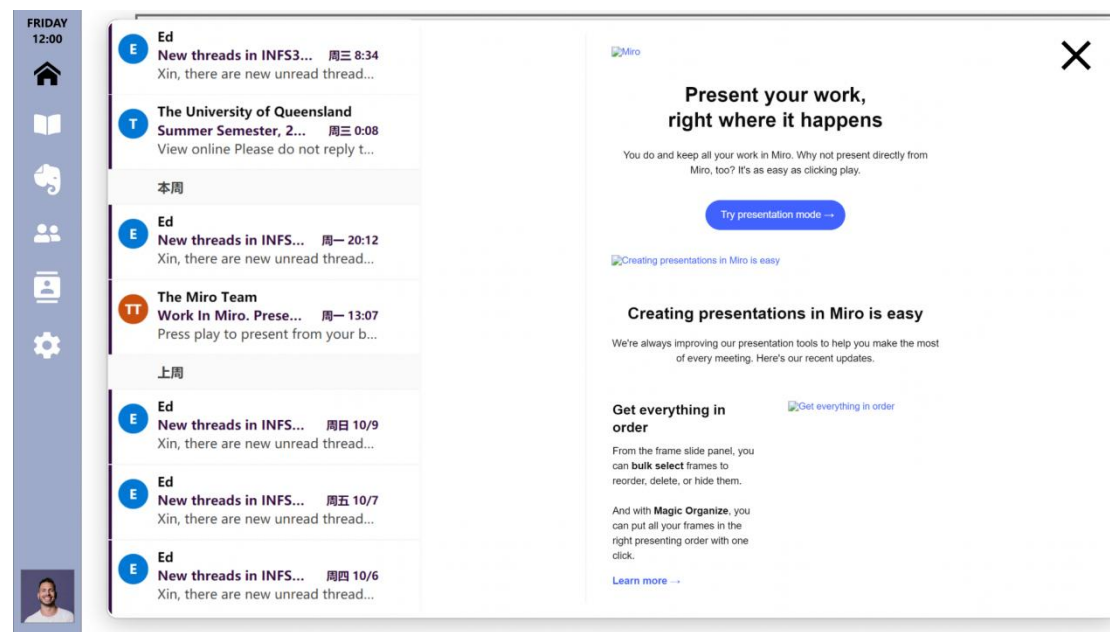 FRIDAY
12:00
Ed
New threads in INFS3... 周三 8:34
Xin, there are new unread thread...
The University of Queensland
Summer Semester, 2... 周三 0:08
View online Please do not reply t...
本周
Ed
New threads in INFS... 周一 20:12
Xin, there are new unread thread...
The Miro Team
Work In Miro. Prese... 周一 13:07
Press play to present from your b...
上周
Ed
New threads in INFS... 周日 10/9
Xin, there are new unread thread...
Ed
New threads in INFS... 周五 10/7
Xin, there are new unread thread...
Ed
New threads in INFS... 周四 10/6
Xin, there are new unread thread...
E
T
E
TT
E
E
E
Miro
Present your work,
right where it happens
You do and keep all your work in Miro. Why not present directly from
Miro, too? It's as easy as clicking play.
Try presentation mode →
Creating presentations in Miro is easy
Creating presentations in Miro is easy
We're always improving our presentation tools to help you make the most
of every meeting. Here's our recent updates.
Get everything in
order
From the frame slide panel, you
can bulk select frames to
reorder, delete, or hide them.
And with Magic Organize, you
can put all your frames in the
right presenting order with one
click.
Learn more →
Get everything in order